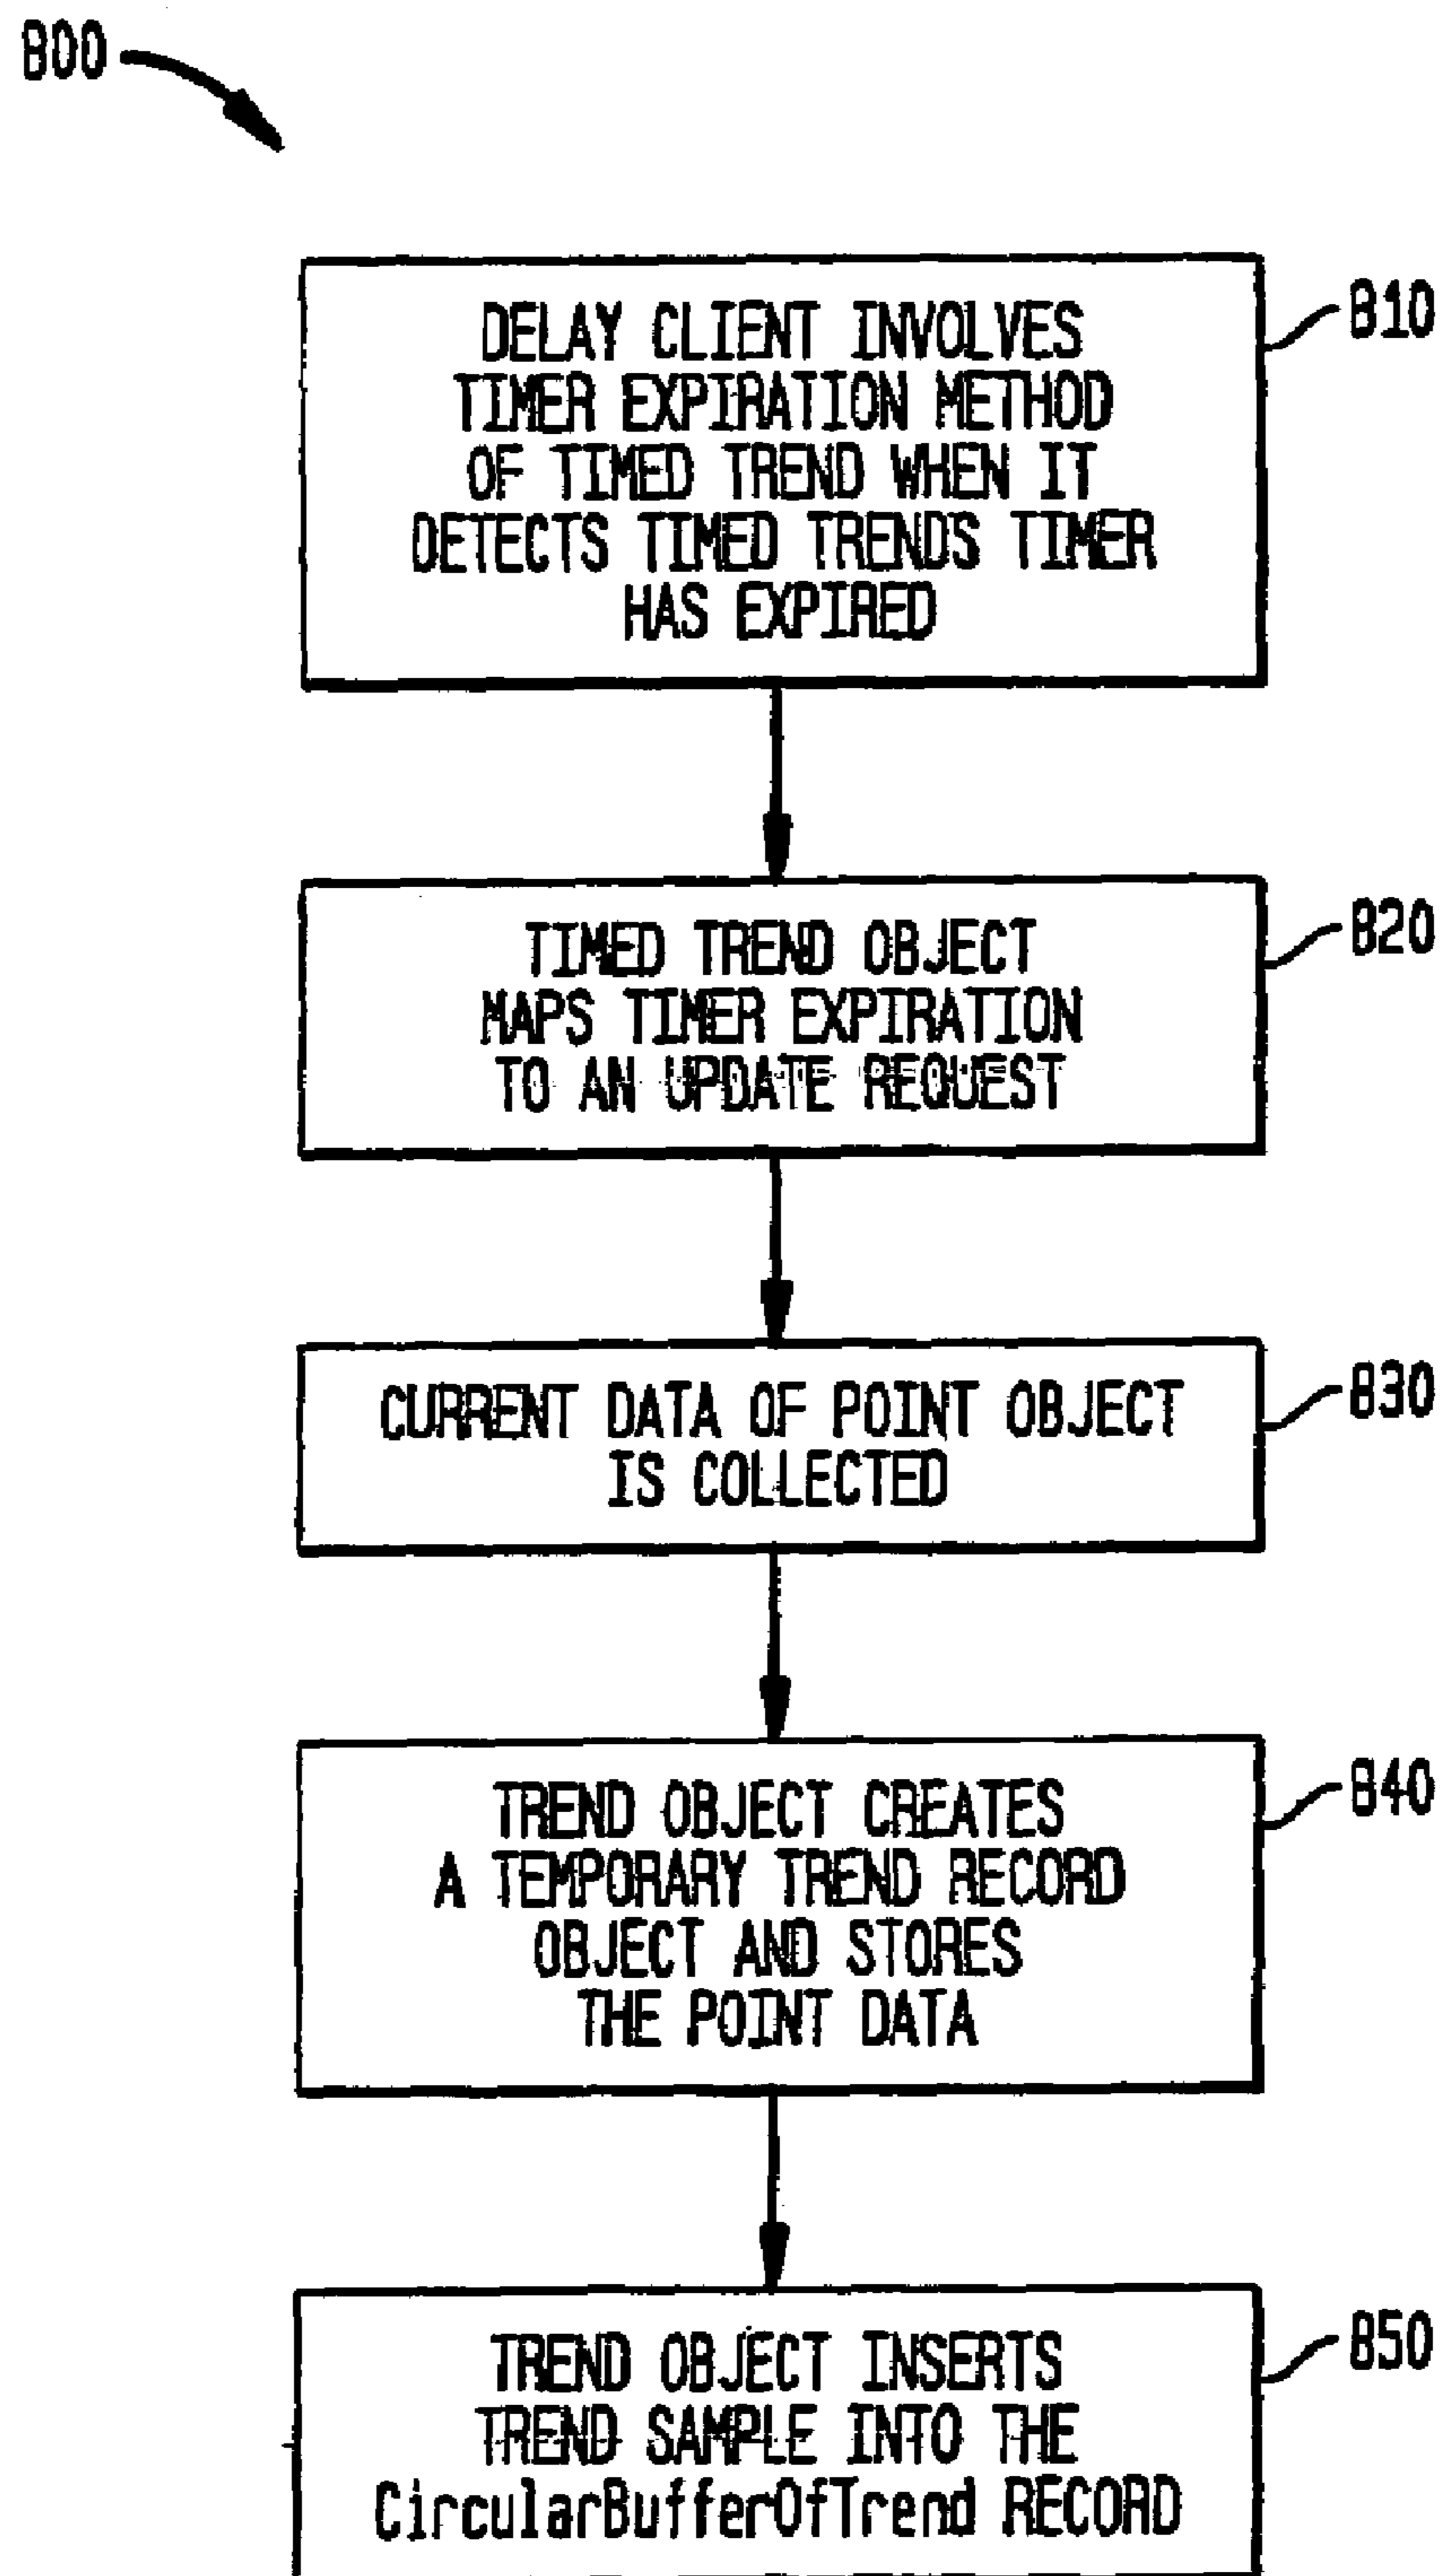 800
DELAY CLIENT INVOLVES
TIMER EXPIRATION METHOD
OF TIMED TREND WHEN IT
DETECTS TIMED TRENDS TIMER
HAS EXPIRED
810
TIMED TREND OBJECT
MAPS TIMER EXPIRATION
TO AN UPDATE REQUEST
820
CURRENT DATA OF POINT OBJECT
IS COLLECTED
830
TREND OBJECT CREATES
A TEMPORARY TREND RECORD
OBJECT AND STORES
THE POINT DATA
840
TREND OBJECT INSERTS
TREND SAMPLE INTO THE
CircularBufferOfTrend RECORD
850